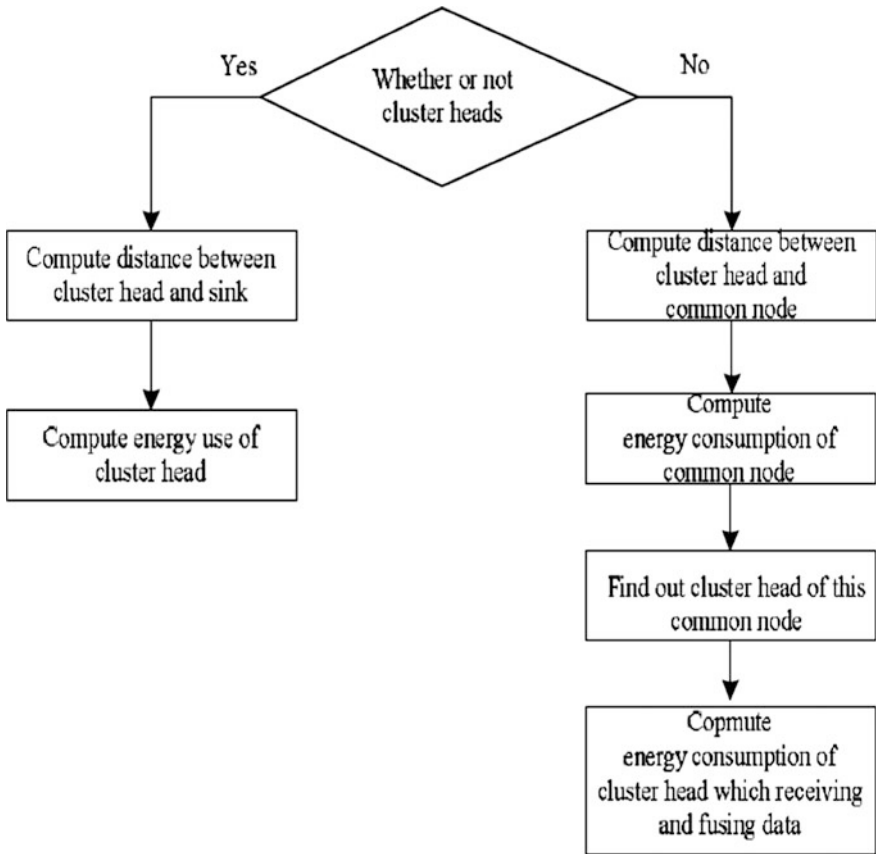 Yes
Whether or not
cluster heads
No
Compute distance between
cluster head and sink
Compute energy use of
cluster head
Compute distance between
cluster head and
common node
Compute
energy consumption of
common node
Find out cluster head of this
common node
Copmute
energy consumption of
cluster head which receiving
and fusing data